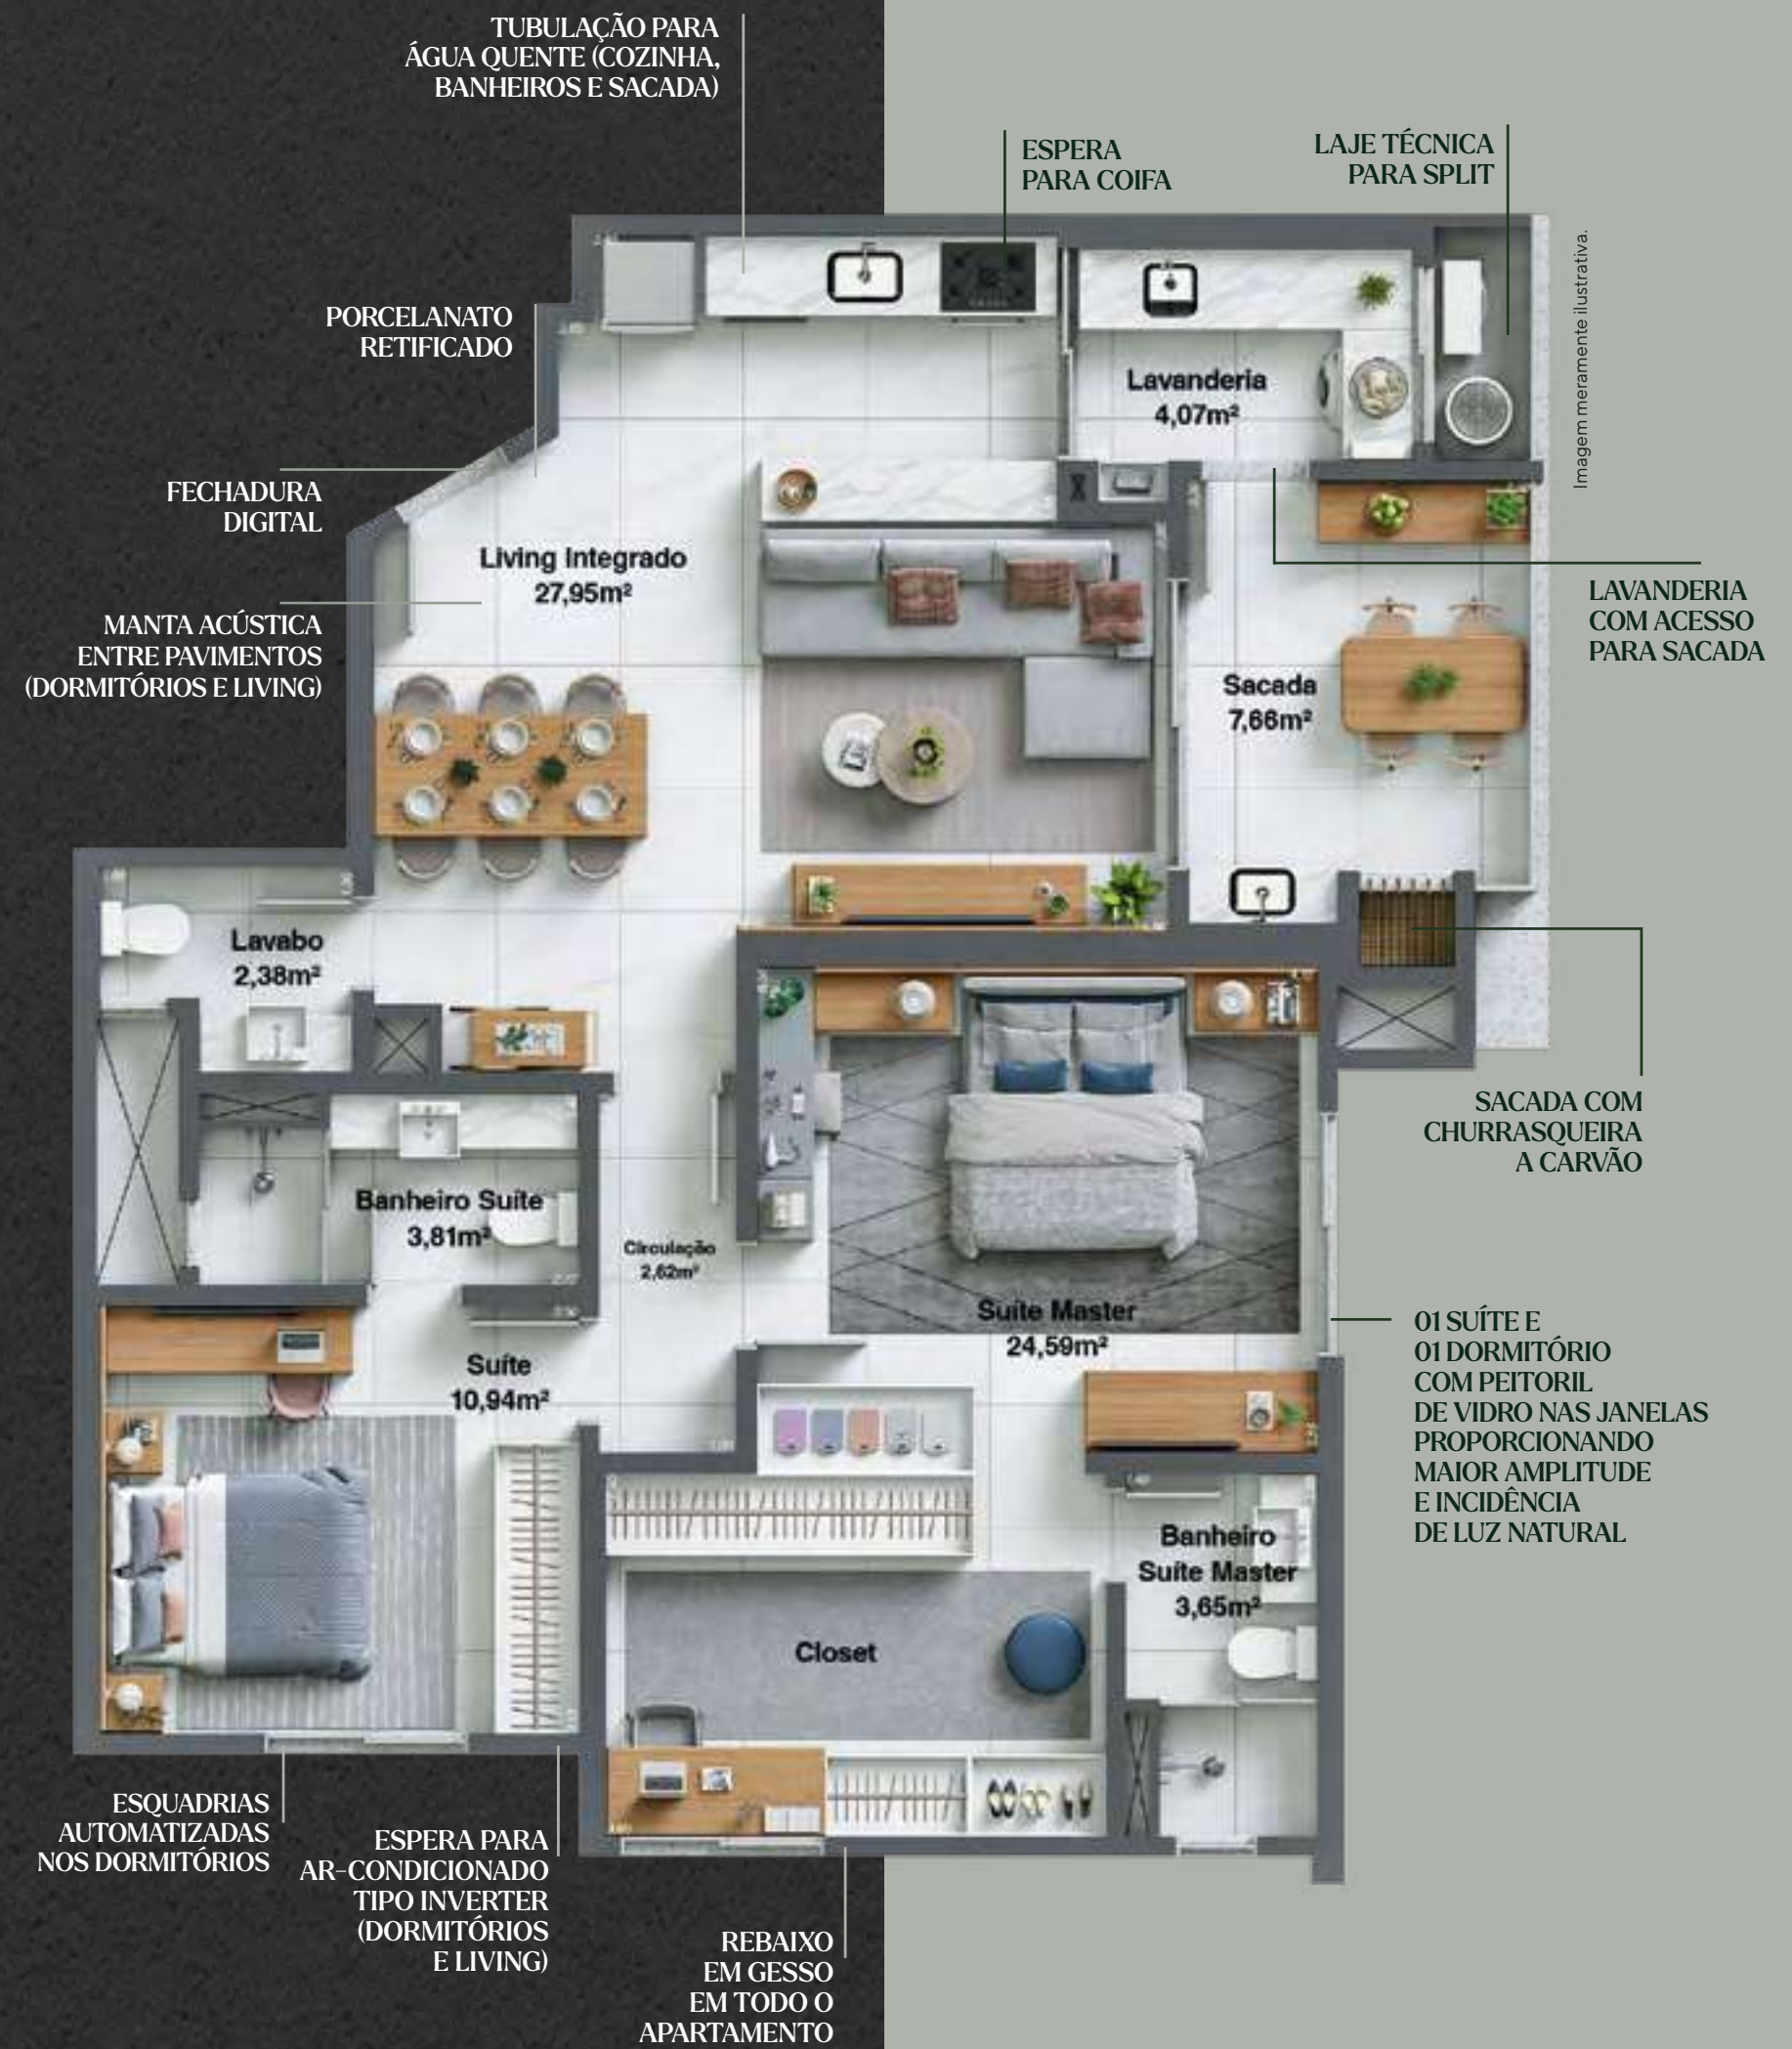 TUBULAÇÃO PARA
ÁGUA QUENTE (COZINHA,
BANHEIROS E SACADA)
ESPERA
PARA COIFA
LAJE TÉCNICA
PARA SPLIT
Imagem meramente ilustrativa.
PORCELANATO
RETIFICADO
Lavanderia
4,07m²
FECHADURA
DIGITAL
Living Integrado
27,95m²
LAVANDERIA
COM ACESSO
PARA SACADA
MANTA ACÚSTICA
ENTRE PAVIMENTOS
(DORMITÓRIOS E LIVING)
Sacada
7,66m²
Lavabo
2,38m²
SACADA COM
CHURRASQUEIRA
A CARVÃO
Banheiro Suíte
3,81m²
Circulação
2,62m²
Suíte Master
24,59m²
01 SUÍTE E
01 DORMITÓRIO
COM PEITORIL
DE VIDRO NAS JANELAS
PROPORCIONANDO
MAIOR AMPLITUDE
E INCIDÊNCIA
DE LUZ NATURAL
Suíte
10,94m²
Banheiro
Suíte Master
3,65m²
Closet
ESQUADRIAS
AUTOMATIZADAS
NOS DORMITÓRIOS
ESPERA PARA
AR-CONDICIONADO
TIPO INVERTER
(DORMITÓRIOS
E LIVING)
REBAIXO
EM GESSO
EM TODO O
APARTAMENTO